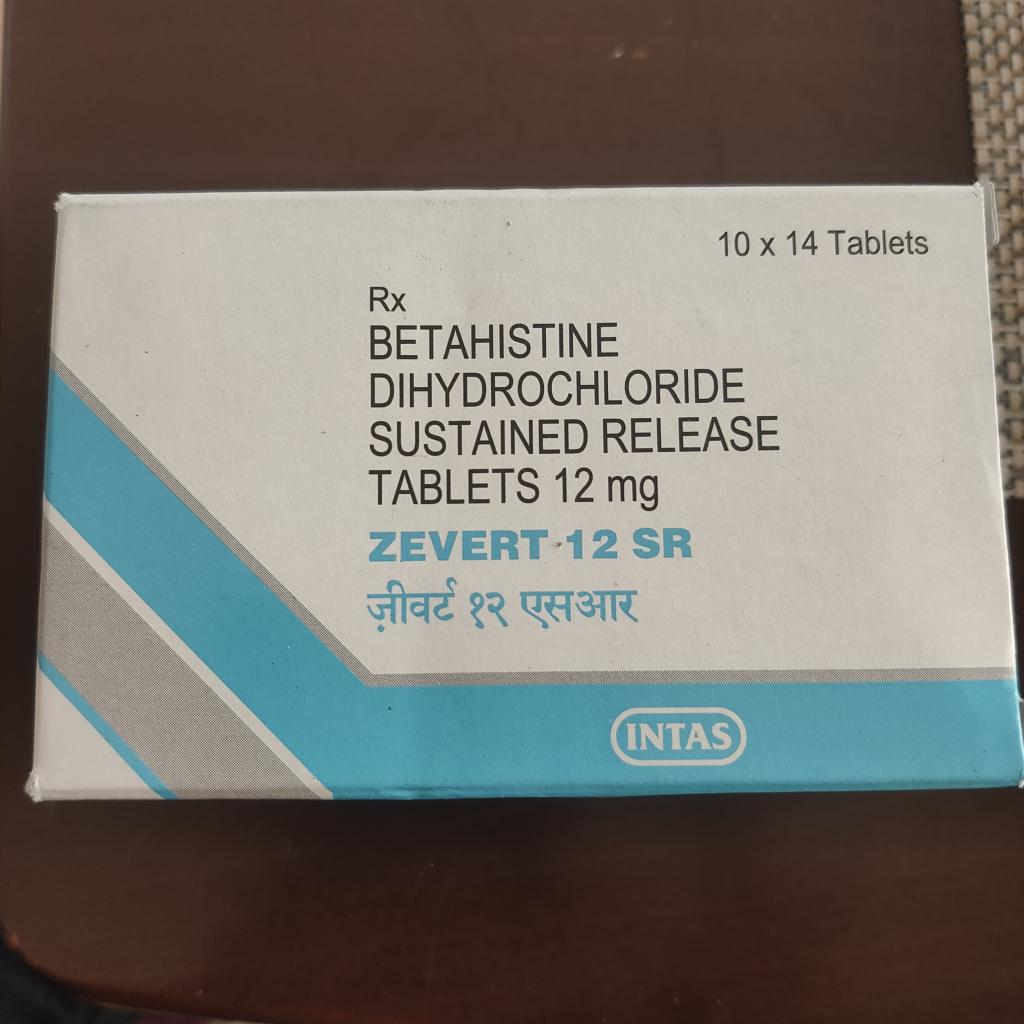 10 x 14 Tablets
Rx
BETAHISTINE
DIHYDROCHLORIDE
SUSTAINED RELEASE
TABLETS 12 mg
ZEVERT 12 SR
ज़ीवर्ट १२ एसआर
INTAS